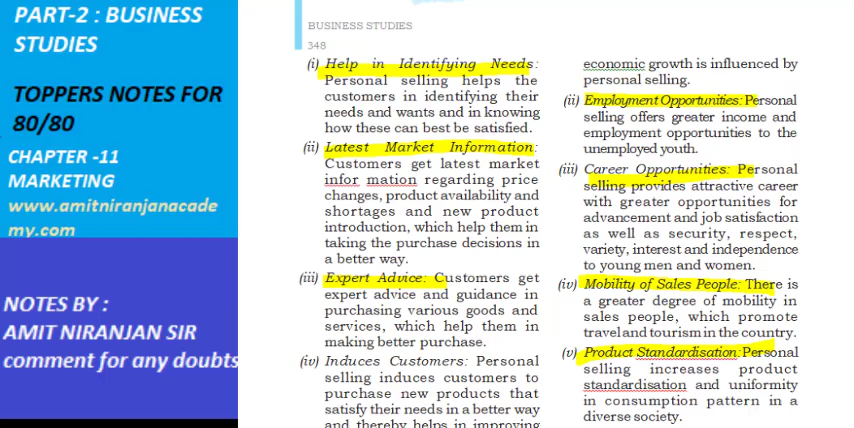 PART-2 : BUSINESS
STUDIES
TOPPERS NOTES FOR
80/80
CHAPTER -11
MARKETING
www.amitniranjanacade
my.com
NOTES BY :
AMIT NIRANJAN SIR
comment for any doubts
BUSINESS STUDIES
348
(i) Help in Identifying Needs:
Personal selling helps the
customers in identifying their
needs and wants and in knowing
how these can best be satisfied.
(ii) Latest Market Information:
Customers get latest market
infor mation regarding price
changes, product availability and
shortages and new product
introduction, which help them in
taking the purchase decisions in
a better way.
(iii) Expert Advice: Customers get
expert advice and guidance in
purchasing various goods and
services, which help them in
making better purchase.
(iv) Induces Customers: Personal
selling induces customers to
purchase new products that
satisfy their needs in a better way
and thereby helps in improving
economic growth is influenced by
personal selling.
(ii) Employment Opportunities: Personal
selling offers greater income and
employment opportunities to the
unemployed youth.
(iii) Career Opportunities: Personal
selling provides attractive career
with greater opportunities for
advancement and job satisfaction
as well as security, respect,
variety, interest and independence
to young men and women.
(iv) Mobility of Sales People: There is
a greater degree of mobility in
sales people, which promote
travel and tourism in the country.
(v) Product Standardisation: Personal
selling increases product
standardisation and uniformity
in consumption pattern in a
diverse society.